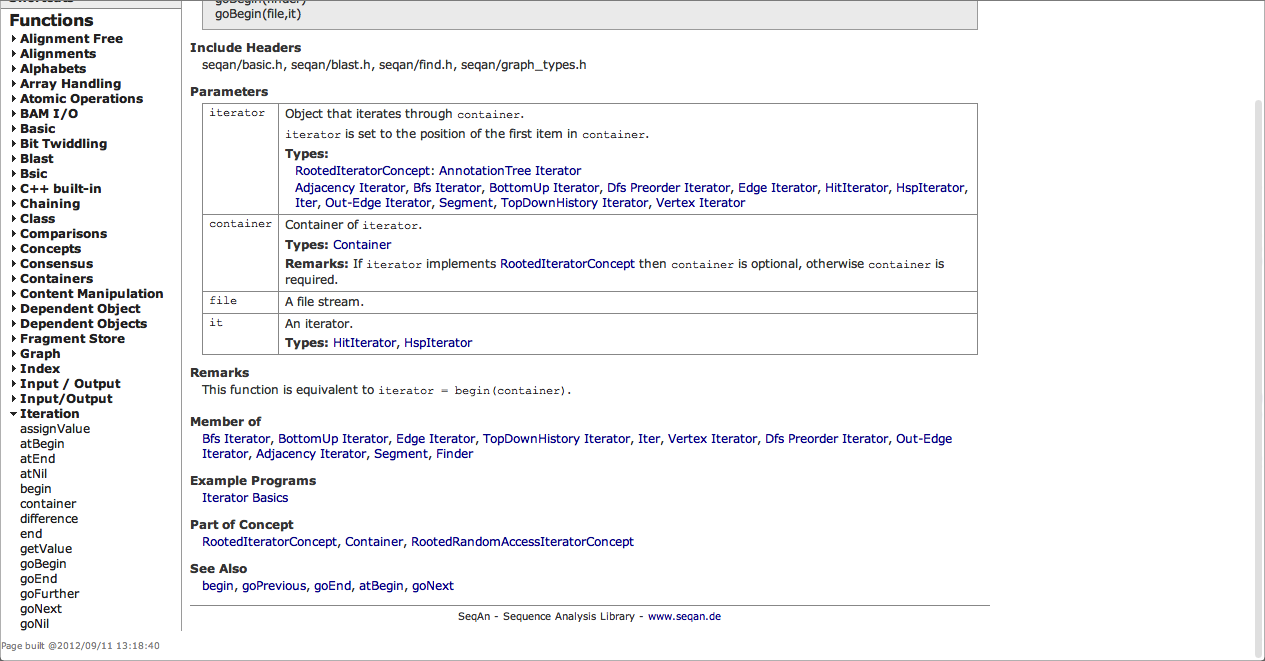 Functions
Alignment Free
Alignments
Alphabets
Array Handling
Atomic Operations
BAM I/O
Basic
Bit Twiddling
Blast
Bsic
C++ built-in
Chaining
Class
Comparisons
Concepts
Consensus
Containers
Content Manipulation
Dependent Object
Dependent Objects
Fragment Store
Graph
Index
Input / Output
Input/Output
Iteration
assignValue
atBegin
atEnd
atNil
begin
container
difference
end
getValue
goBegin
goEnd
goFurther
goNext
goNil
Page built @2012/09/11 13:18:40
goBegin(finder)
goBegin(file,it)
Include Headers
seqan/basic.h, seqan/blast.h, seqan/find.h, seqan/graph_types.h
Parameters
iterator
Object that iterates through container.
iterator is set to the position of the first item in container.
Types:
RootedIteratorConcept: AnnotationTree Iterator
Adjacency Iterator, Bfs Iterator, BottomUp Iterator, Dfs Preorder Iterator, Edge Iterator, HitIterator, HspIterator,
Iter, Out-Edge Iterator, Segment, TopDownHistory Iterator, Vertex Iterator
container
Container of iterator.
Types: Container
Remarks: If iterator implements RootedIteratorConcept then container is optional, otherwise container is
required.
file
A file stream.
it
An iterator.
Types: HitIterator, HspIterator
Remarks
This function is equivalent to iterator = begin(container).
Member of
Bfs Iterator, BottomUp Iterator, Edge Iterator, TopDownHistory Iterator, Iter, Vertex Iterator, Dfs Preorder Iterator, Out-Edge
Iterator, Adjacency Iterator, Segment, Finder
Example Programs
Iterator Basics
Part of Concept
RootedIteratorConcept, Container, RootedRandomAccessIteratorConcept
See Also
begin, goPrevious, goEnd, atBegin, goNext
SeqAn - Sequence Analysis Library - www.seqan.de